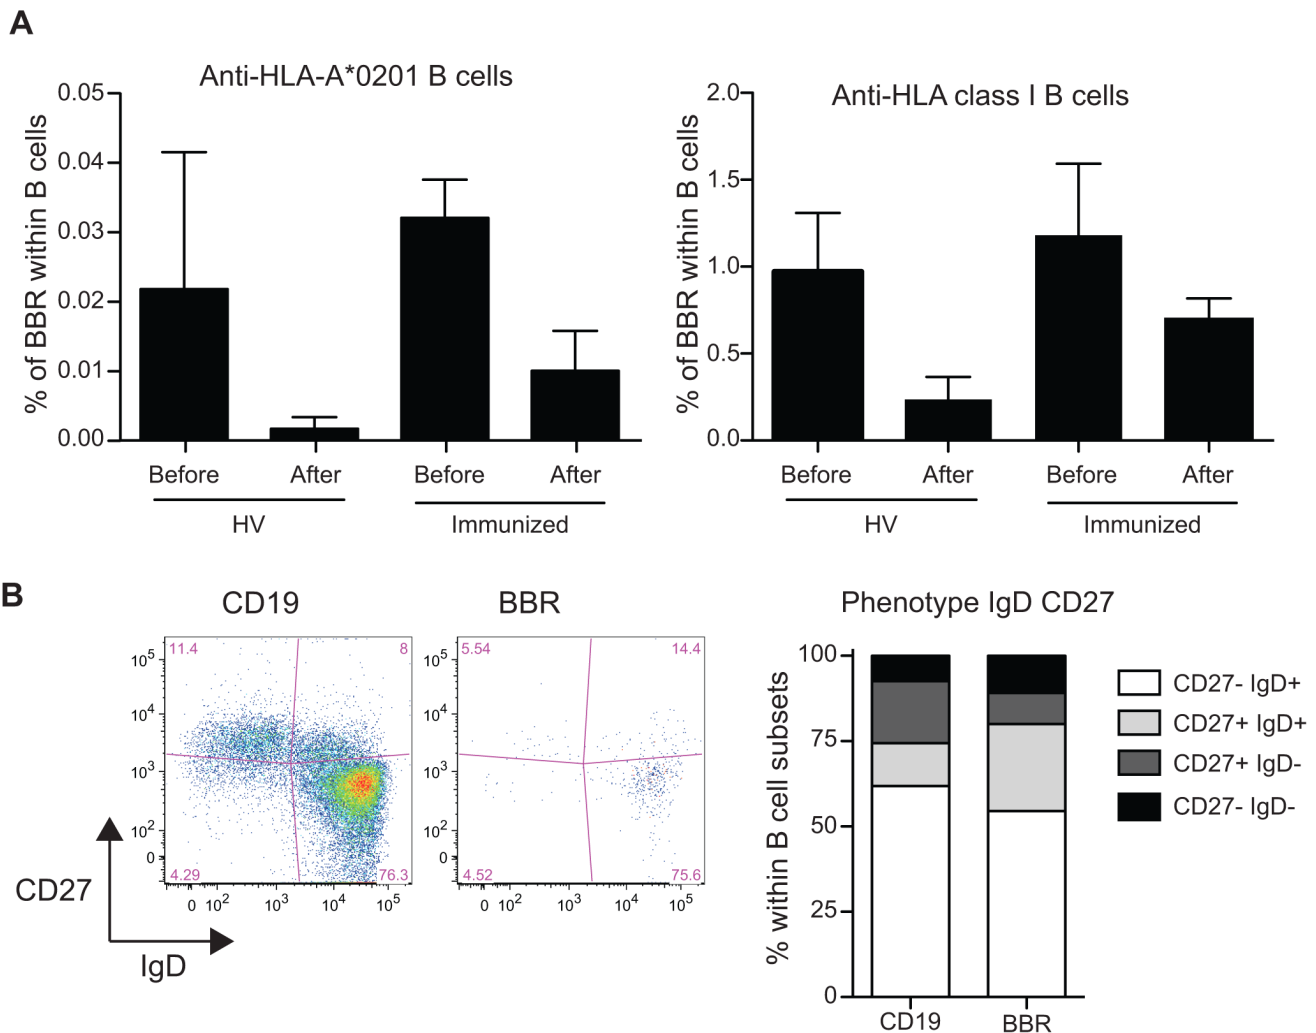 A
Anti-HLA-A*0201 B cells
% of BBR within B cells
0.05
0.04
0.03
0.02
0.01
0.00
Before
After
Before
After
HV
Immunized
Anti-HLA class I B cells
% of BBR within B cells
2.0
1.5
1.0
0.5
0.0
Before
After
Before
After
HV
Immunized
B
CD19
11.4
8
4.29
76.3
10^5
10^4
10^3
10^2
0
0 10^2 10^3 10^4 10^5
CD27
IgD
BBR
5.54
14.4
4.52
75.6
10^5
10^4
10^3
10^2
0
0 10^2 10^3 10^4 10^5
Phenotype IgD CD27
% within B cell subsets
100
75
50
25
0
CD19
BBR
CD27- IgD+
CD27+ IgD+
CD27+ IgD-
CD27- IgD-